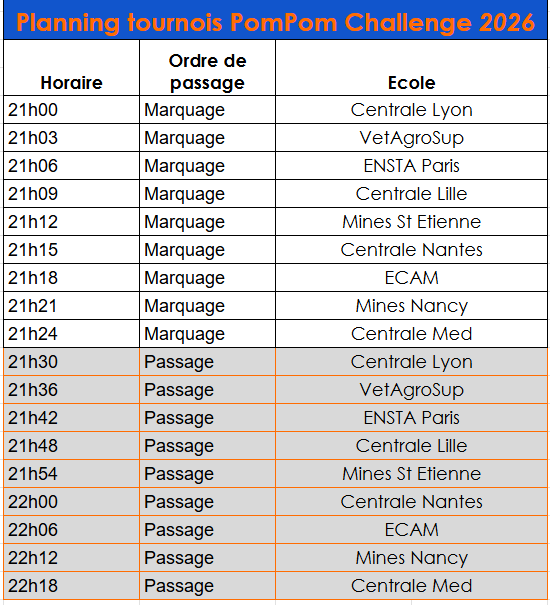 Planning tournois PomPom Challenge 2026
Horaire Ordre de passage Ecole
21h00 Marquage Centrale Lyon
21h03 Marquage VetAgroSup
21h06 Marquage ENSTA Paris
21h09 Marquage Centrale Lille
21h12 Marquage Mines St Etienne
21h15 Marquage Centrale Nantes
21h18 Marquage ECAM
21h21 Marquage Mines Nancy
21h24 Marquage Centrale Med
21h30 Passage Centrale Lyon
21h36 Passage VetAgroSup
21h42 Passage ENSTA Paris
21h48 Passage Centrale Lille
21h54 Passage Mines St Etienne
22h00 Passage Centrale Nantes
22h06 Passage ECAM
22h12 Passage Mines Nancy
22h18 Passage Centrale Med